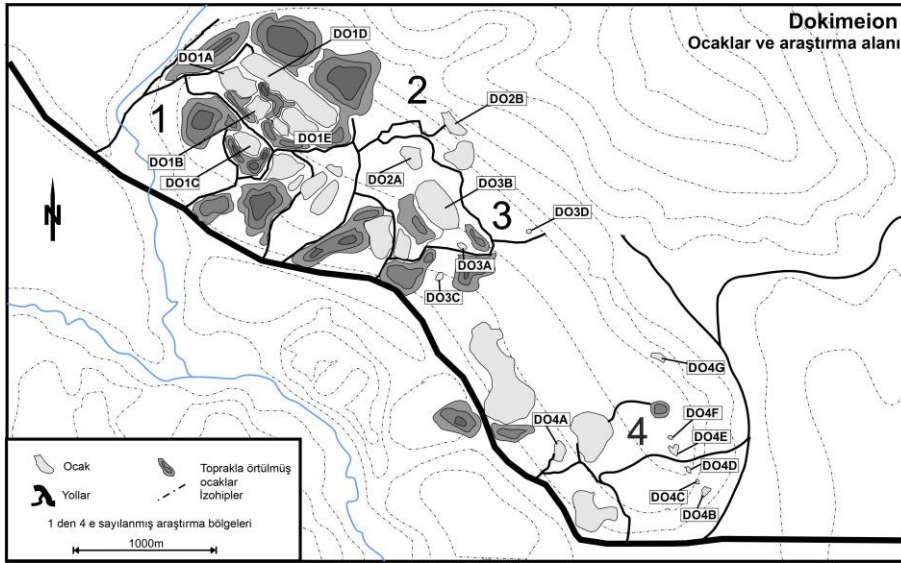 Dokimeion
Ocaklar ve araştırma alanı
DO1D
DO1A
1
2
DO2B
DO1E
DO1B
DO1C
DO2A
DO3B
3
DO3D
N
DO3A
DO3C
DO4G
DO4A
DO4F
4
DO4E
DO4D
DO4C
DO4B
Ocak
Toprakla örtülmüş
ocaklar
Yollar
İzohipler
1 den 4 e sayılanmış araştırma bölgeleri
1000m